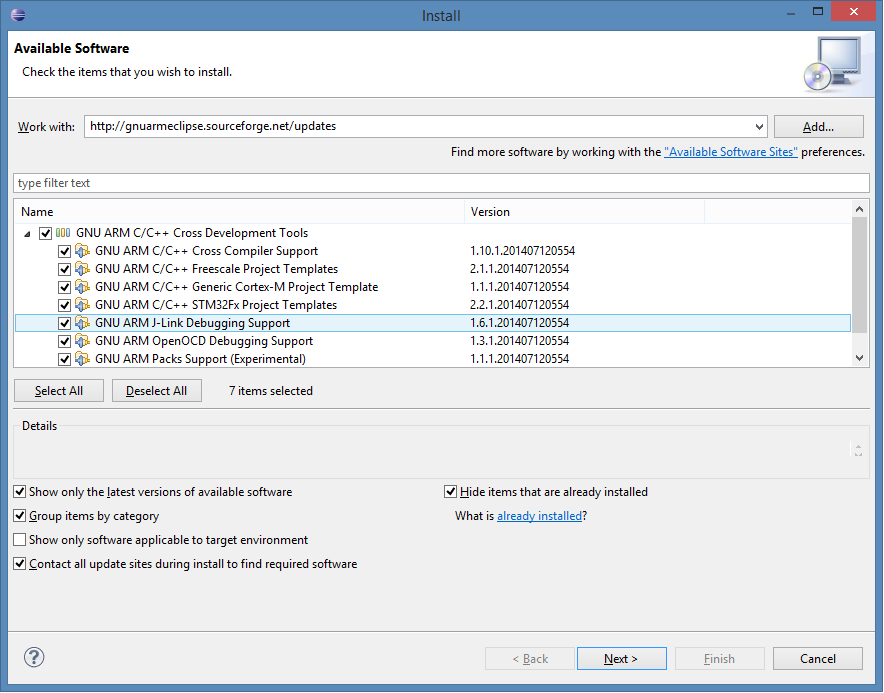 Install
Available Software
Check the items that you wish to install.
Work with: http://gnuarmeclipse.sourceforge.net/updates Add...
Find more software by working with the "Available Software Sites" preferences.
type filter text
Name Version
GNU ARM C/C++ Cross Development Tools
GNU ARM C/C++ Cross Compiler Support 1.10.1.201407120554
GNU ARM C/C++ Freescale Project Templates 2.1.1.201407120554
GNU ARM C/C++ Generic Cortex-M Project Template 1.1.1.201407120554
GNU ARM C/C++ STM32Fx Project Templates 2.2.1.201407120554
GNU ARM J-Link Debugging Support 1.6.1.201407120554
GNU ARM OpenOCD Debugging Support 1.3.1.201407120554
GNU ARM Packs Support (Experimental) 1.1.1.201407120554
Select All Deselect All 7 items selected
Details
Show only the latest versions of available software Hide items that are already installed
Group items by category What is already installed?
Show only software applicable to target environment
Contact all update sites during install to find required software
? < Back Next > Finish Cancel